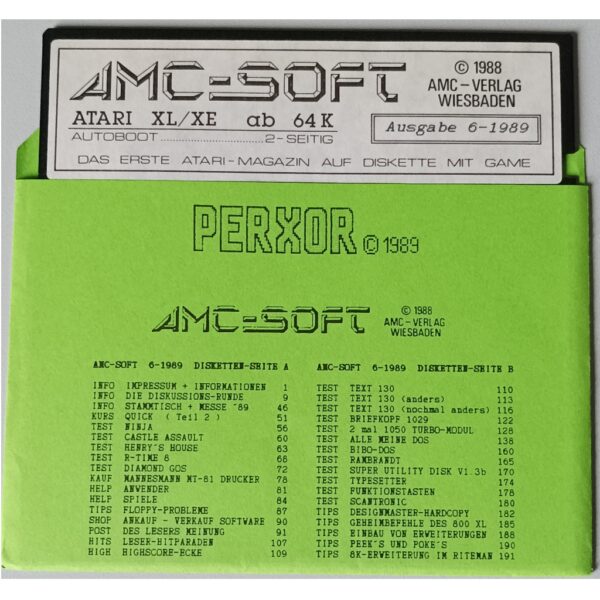 AMC-SOFT
© 1988
AMC-VERLAG
WIESBADEN
ATARI XL/XE ab 64K
AUTOBOOT..........................2-SEITIG
Ausgabe 6-1989
DAS ERSTE ATARI-MAGAZIN AUF DISKETTE MIT GAME
PERXOR © 1989
AMC-SOFT
© 1988
AMC-VERLAG
WIESBADEN
AMC-SOFT 6-1989 DISKETTEN-SEITE A
INFO IMPRESSUM + INFORMATIONEN 1
INFO DIE DISKUSSIONS-RUNDE 9
INFO STAMMTISCH + MESSE ´89 46
KURS QUICK ( Teil 2 ) 51
TEST NINJA 56
TEST CASTLE ASSAULT 60
TEST HENRY´S HOUSE 63
TEST R-TIME 8 68
TEST DIAMOND GOS 72
KAUF MANNESMANN MT-81 DRUCKER 78
HELP ANWENDER 81
HELP SPIELE 84
TIPS FLOPPY-PROBLEME 87
SHOP ANKAUF - VERKAUF SOFTWARE 90
POST DES LESERS MEINUNG 91
HITS LESER-HITPARADEN 107
HIGH HIGHSCORE-ECKE 109
AMC-SOFT 6-1989 DISKETTEN-SEITE B
TEST TEXT 130 110
TEST TEXT 130 (anders) 113
TEST TEXT 130 (nochmal anders) 116
TEST BRIEFKOPF 1029 122
TEST 2 mal 1050 TURBO-MODUL 128
TEST ALLE MEINE DOS 138
TEST BIBO-DOS 160
TEST RAMBRANDT 165
TEST SUPER UTILITY DISK V1.3b 170
TEST TYPESETTER 174
TEST FUNKTIONSTASTEN 178
TEST SCANTRONIC 180
TIPS DESIGNMASTER-HARDCOPY 182
TIPS GEHEIMBEFEHLE DES 800 XL 185
TIPS EINBAU VON ERWEITERUNGEN 188
TIPS PEEK´S UND POKE´S 190
TIPS 8K-ERWEITERUNG IM RITEMAN 191